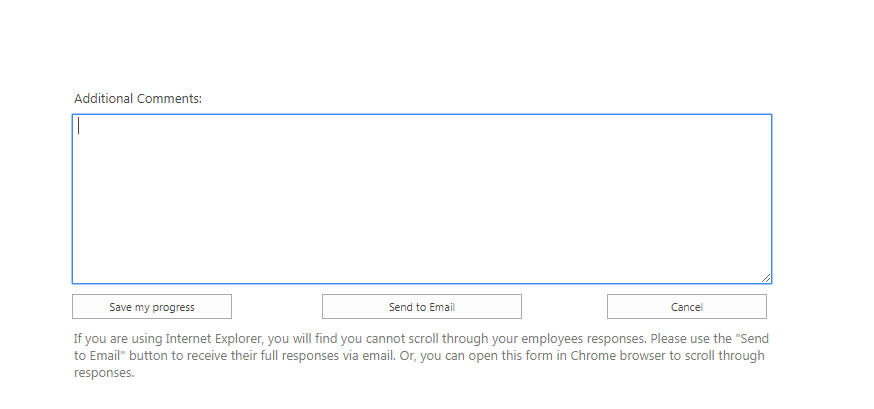 Additional Comments:
Save my progress
Send to Email
Cancel
If you are using Internet Explorer, you will find you cannot scroll through your employees responses. Please use the "Send
to Email" button to receive their full responses via email. Or, you can open this form in Chrome browser to scroll through
responses.